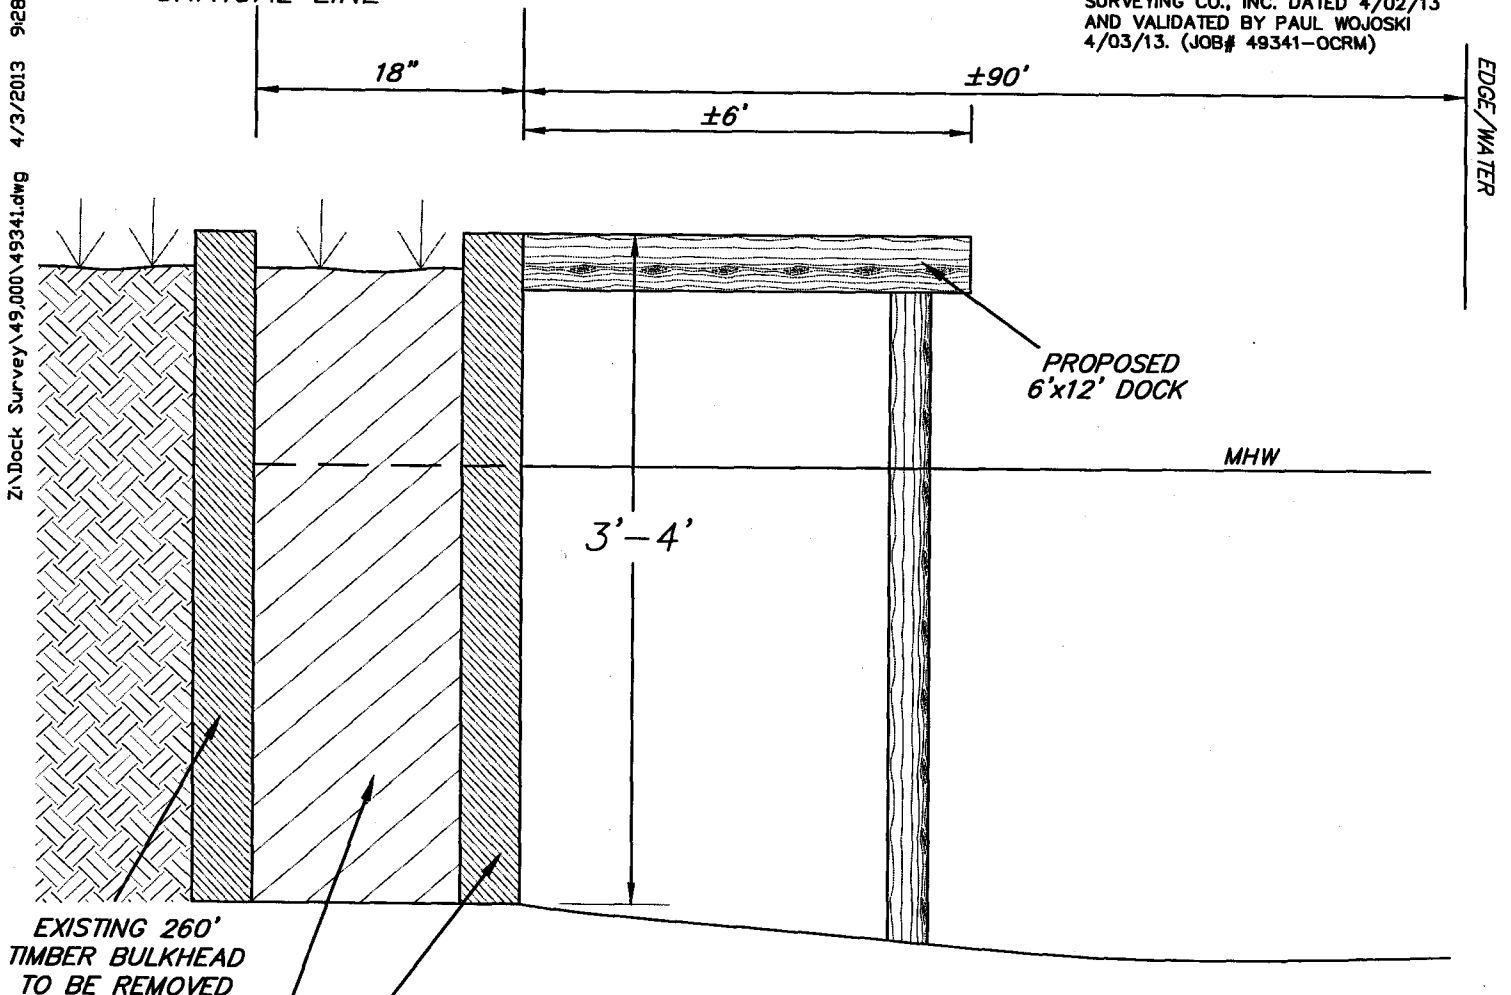 SURVEYING CO., INC. DATED 4/02/13
AND VALIDATED BY PAUL WOJOSKI
4/03/13. (JOB# 49341-OCRM)
Z:\Dock Survey\49,000\49341.dwg 4/3/2013 9:28
18"
±90'
±6'
EDGE/WATER
PROPOSED
6'x12' DOCK
MHW
3'-4'
EXISTING 260'
TIMBER BULKHEAD
TO BE REMOVED